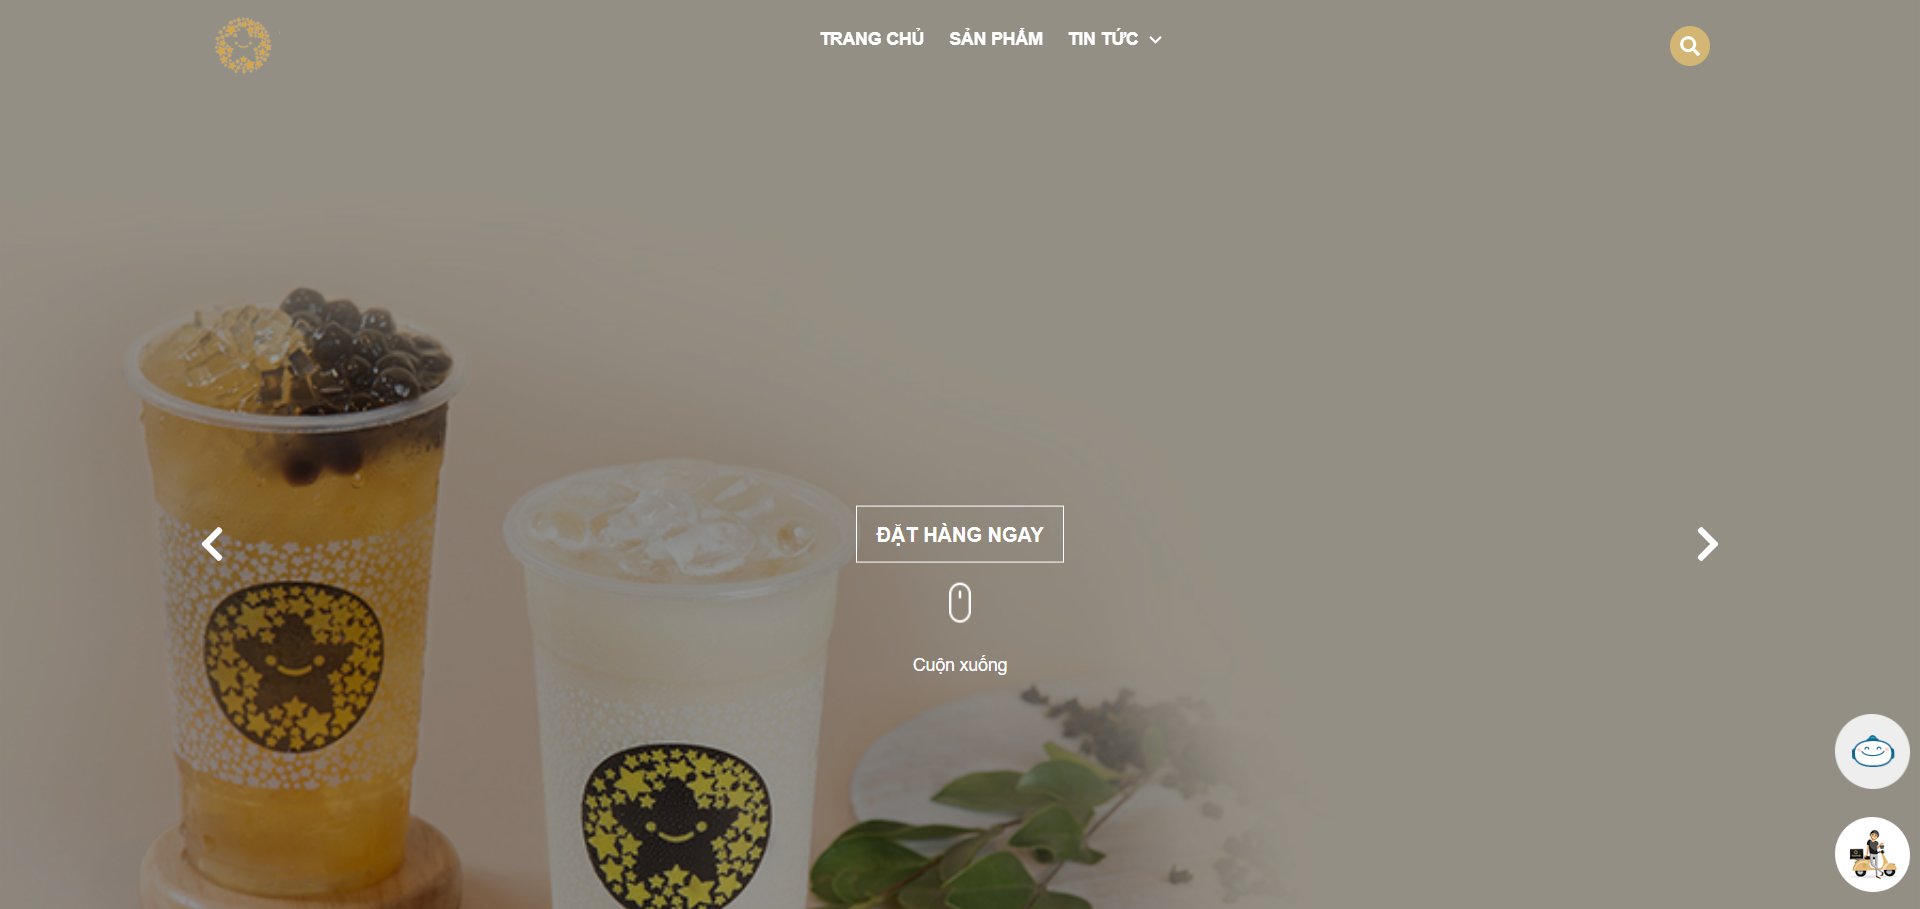 TRANG CHỦ
SẢN PHẨM
TIN TỨC
ĐẶT HÀNG NGAY
Cuộn xuống